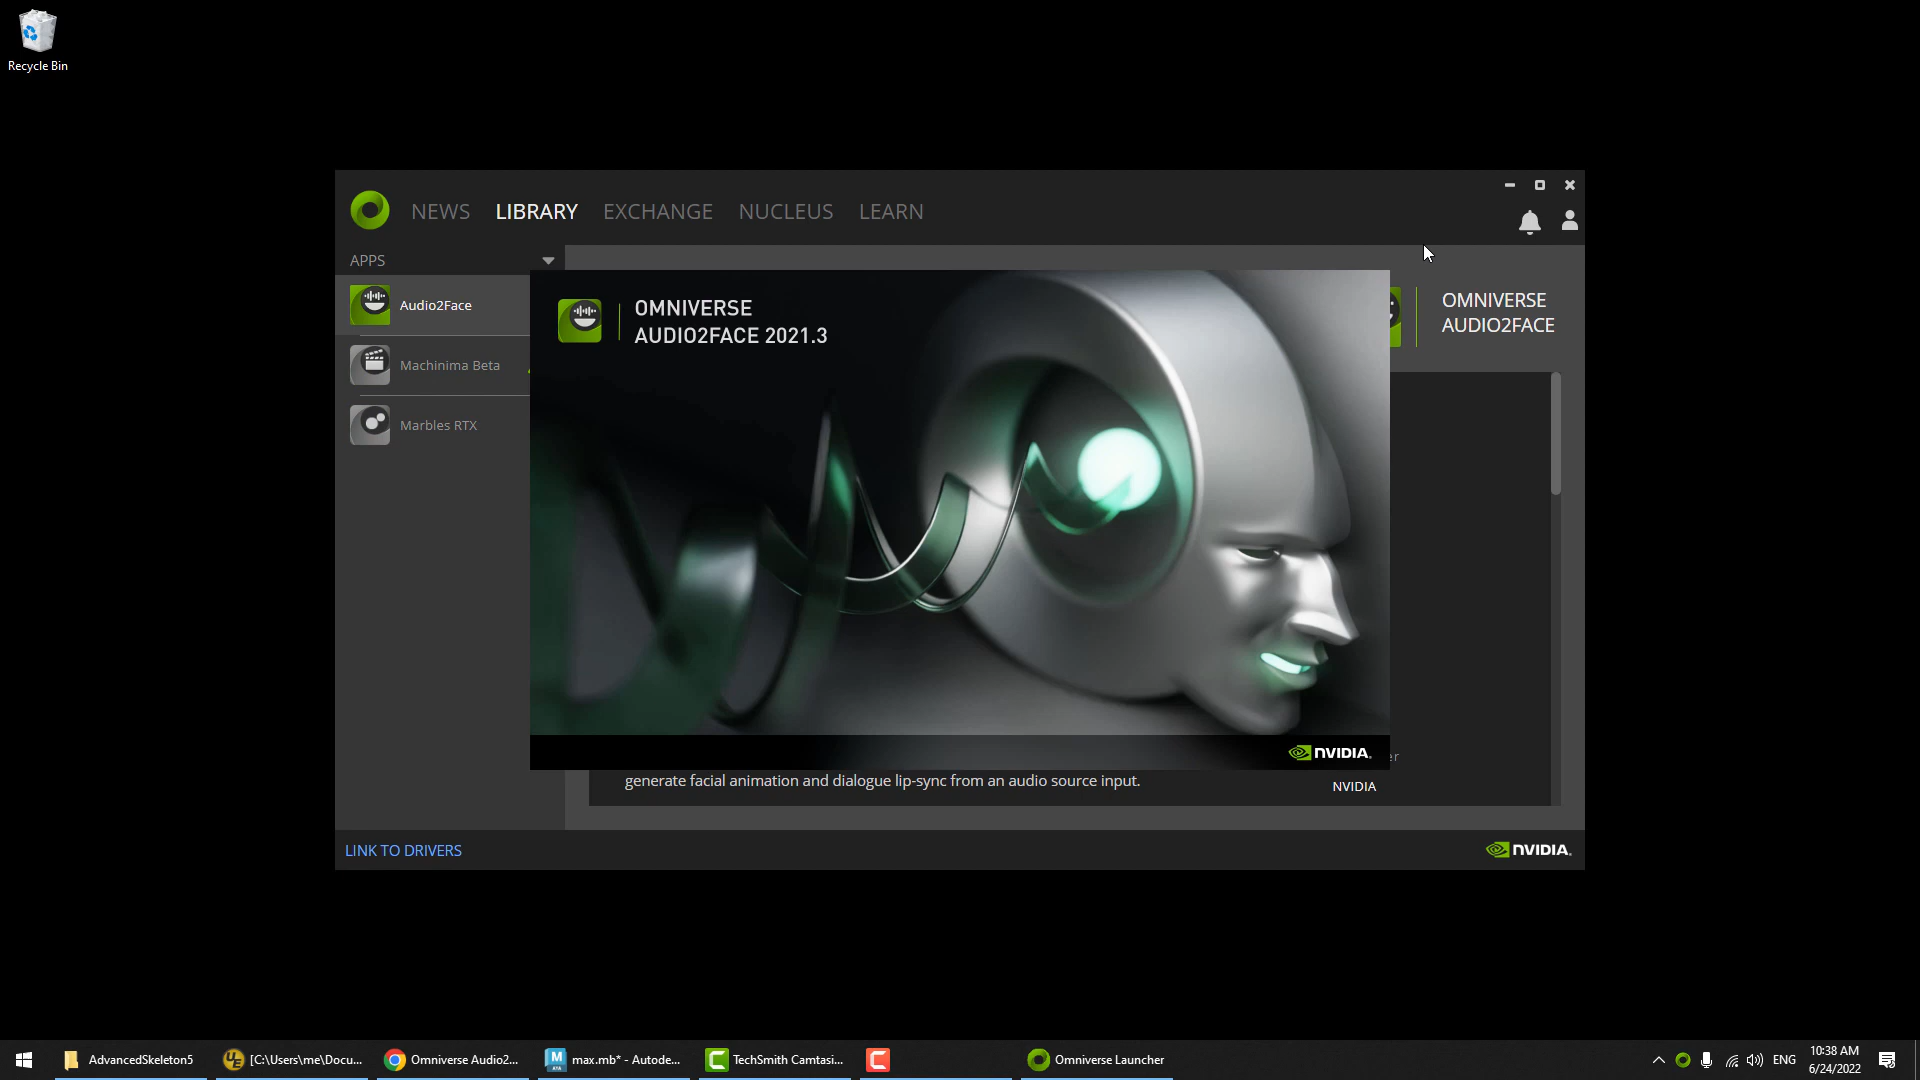 Recycle Bin
NEWS LIBRARY EXCHANGE NUCLEUS LEARN
APPS
Audio2Face
Machinima Beta
Marbles RTX
OMNIVERSE
AUDIO2FACE 2021.3
OMNIVERSE
AUDIO2FACE
NVIDIA.
er
generate facial animation and dialogue lip-sync from an audio source input.
NVIDIA
LINK TO DRIVERS
NVIDIA.
AdvancedSkeleton5
UE
[C:\Users\me\Docu...
Omniverse Audio2...
M
max.mb* - Autode...
C
TechSmith Camtasi...
C
Omniverse Launcher
ENG
10:38 AM
6/24/2022